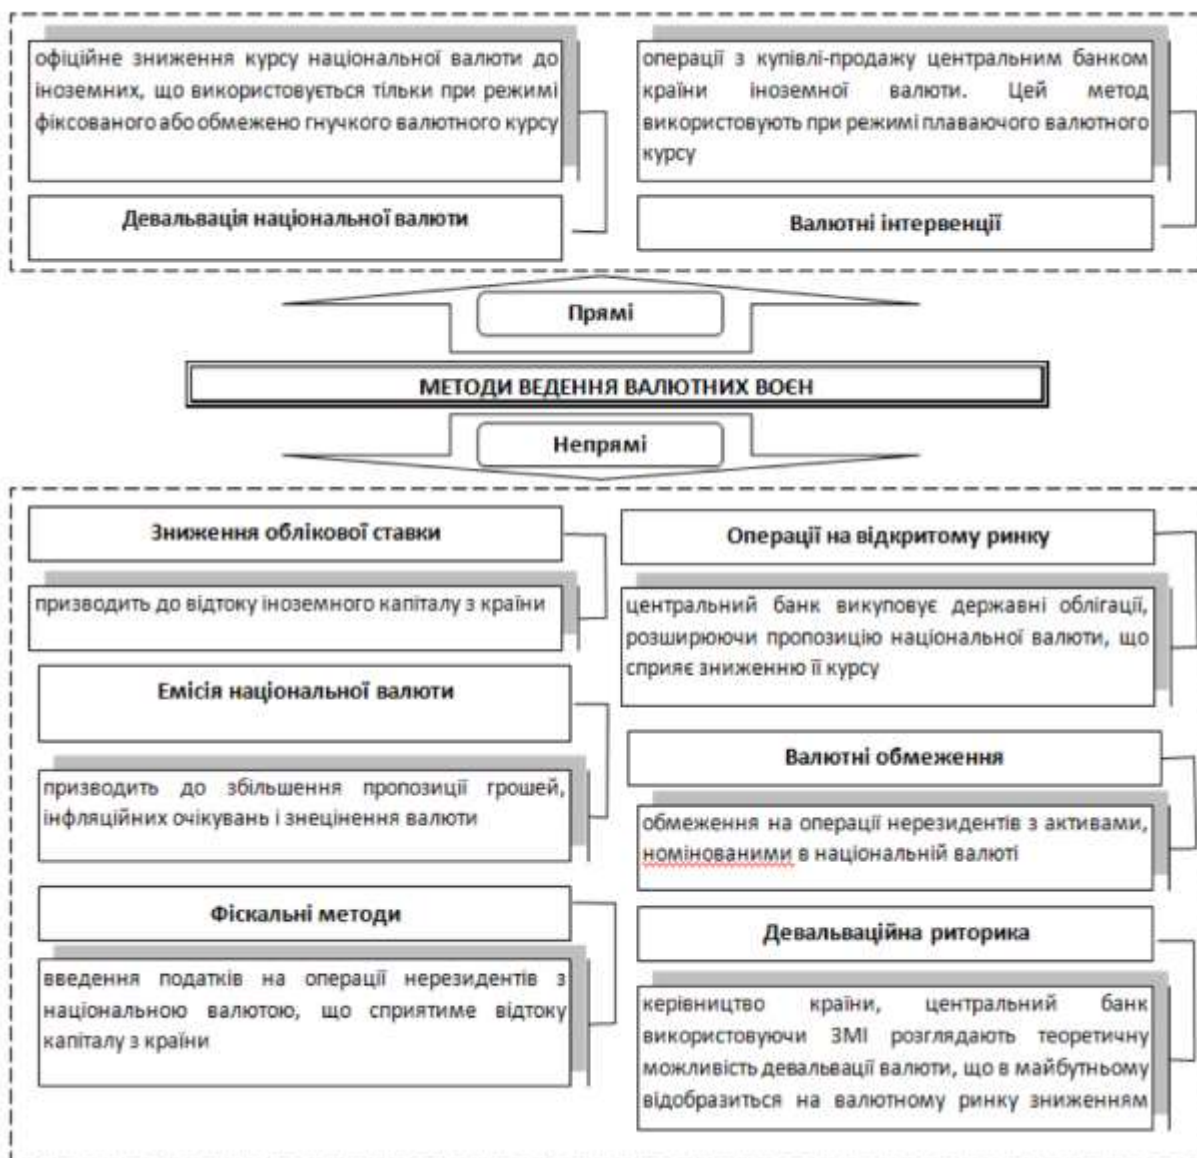 офіційне зниження курсу національної валюти до
іноземних, що використовується тільки при режимі
фіксованого або обмежено гнучкого валютного курсу
Девальвація національної валюти
операції з купівлі-продажу центральним банком
країни іноземної валюти. Цей метод
використовують при режимі плаваючого валютного
курсу
Валютні інтервенції
Прямі
МЕТОДИ ВЕДЕННЯ ВАЛЮТНИХ ВОЄН
Непрямі
Зниження облікової ставки
призводить до відтоку іноземного капіталу з країни
Емісія національної валюти
призводить до збільшення пропозиції грошей,
інфляційних очікувань і знецінення валюти
Фіскальні методи
введення податків на операції нерезидентів з
національною валютою, що сприятиме відтоку
капіталу з країни
Операції на відкритому ринку
центральний банк викуповує державні облігації,
розширюючи пропозицію національної валюти, що
сприяє зниженню її курсу
Валютні обмеження
обмеження на операції нерезидентів з активами,
номінованими в національній валюті
Девальваційна риторика
керівництво країни, центральний банк
використовуючи ЗМІ розглядають теоретичну
можливість девальвації валюти, що в майбутньому
відобразиться на валютному ринку зниженням